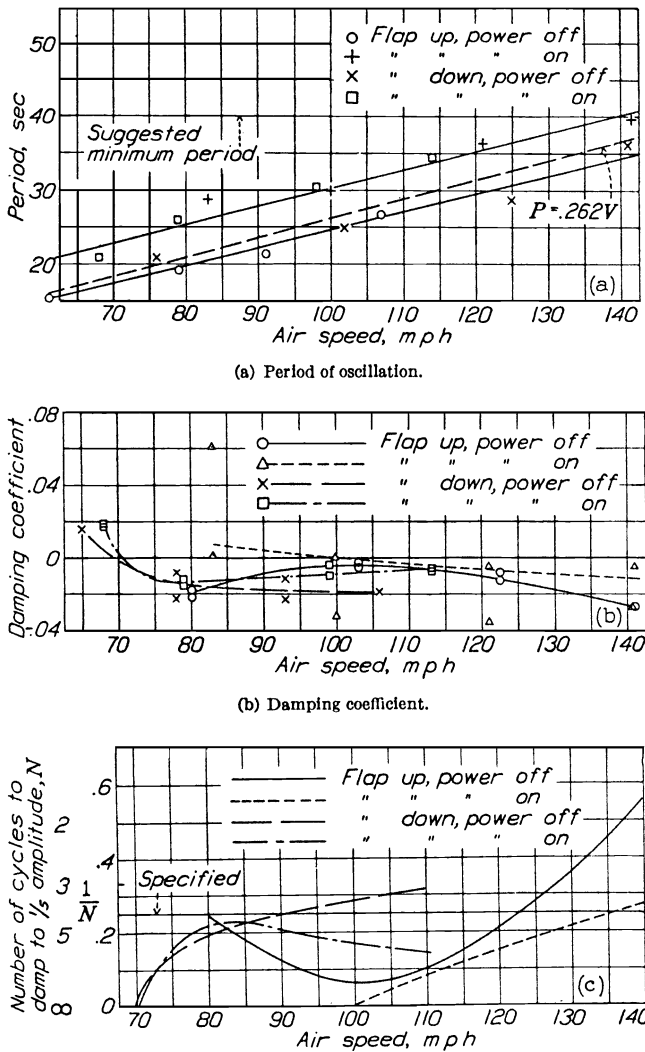 50
40
30
20
Period, sec
○ Flap up, power off
+ " " " on
× " down, power off
□ " " " on
Suggested
minimum period
P = .262V
(a)
70 80 90 100 110 120 130 140
Air speed, mph
(a) Period of oscillation.
.08
.04
0
-.04
Damping coefficient
Flap up, power off
" " " on
" down, power off
" " " on
(b)
70 80 90 100 110 120 130 140
Air speed, mph
(b) Damping coefficient.
Number of cycles to
damp to 1/5 amplitude, N
2
3
5
∞
1/N
.6
.4
.2
0
Flap up, power off
" " " on
" down, power off
" " " on
Specified
(c)
70 80 90 100 110 120 130 140
Air speed, mph